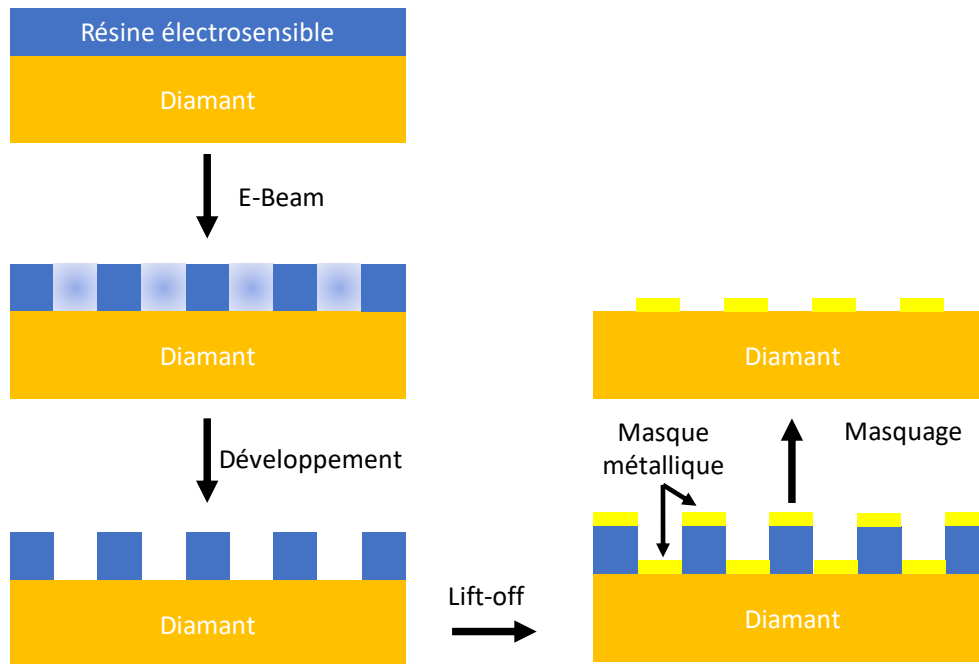 Résine électrosensible
Diamant
E-Beam
Diamant
Développement
Diamant
Lift-off
Diamant
Masque
métallique
Masquage
Diamant